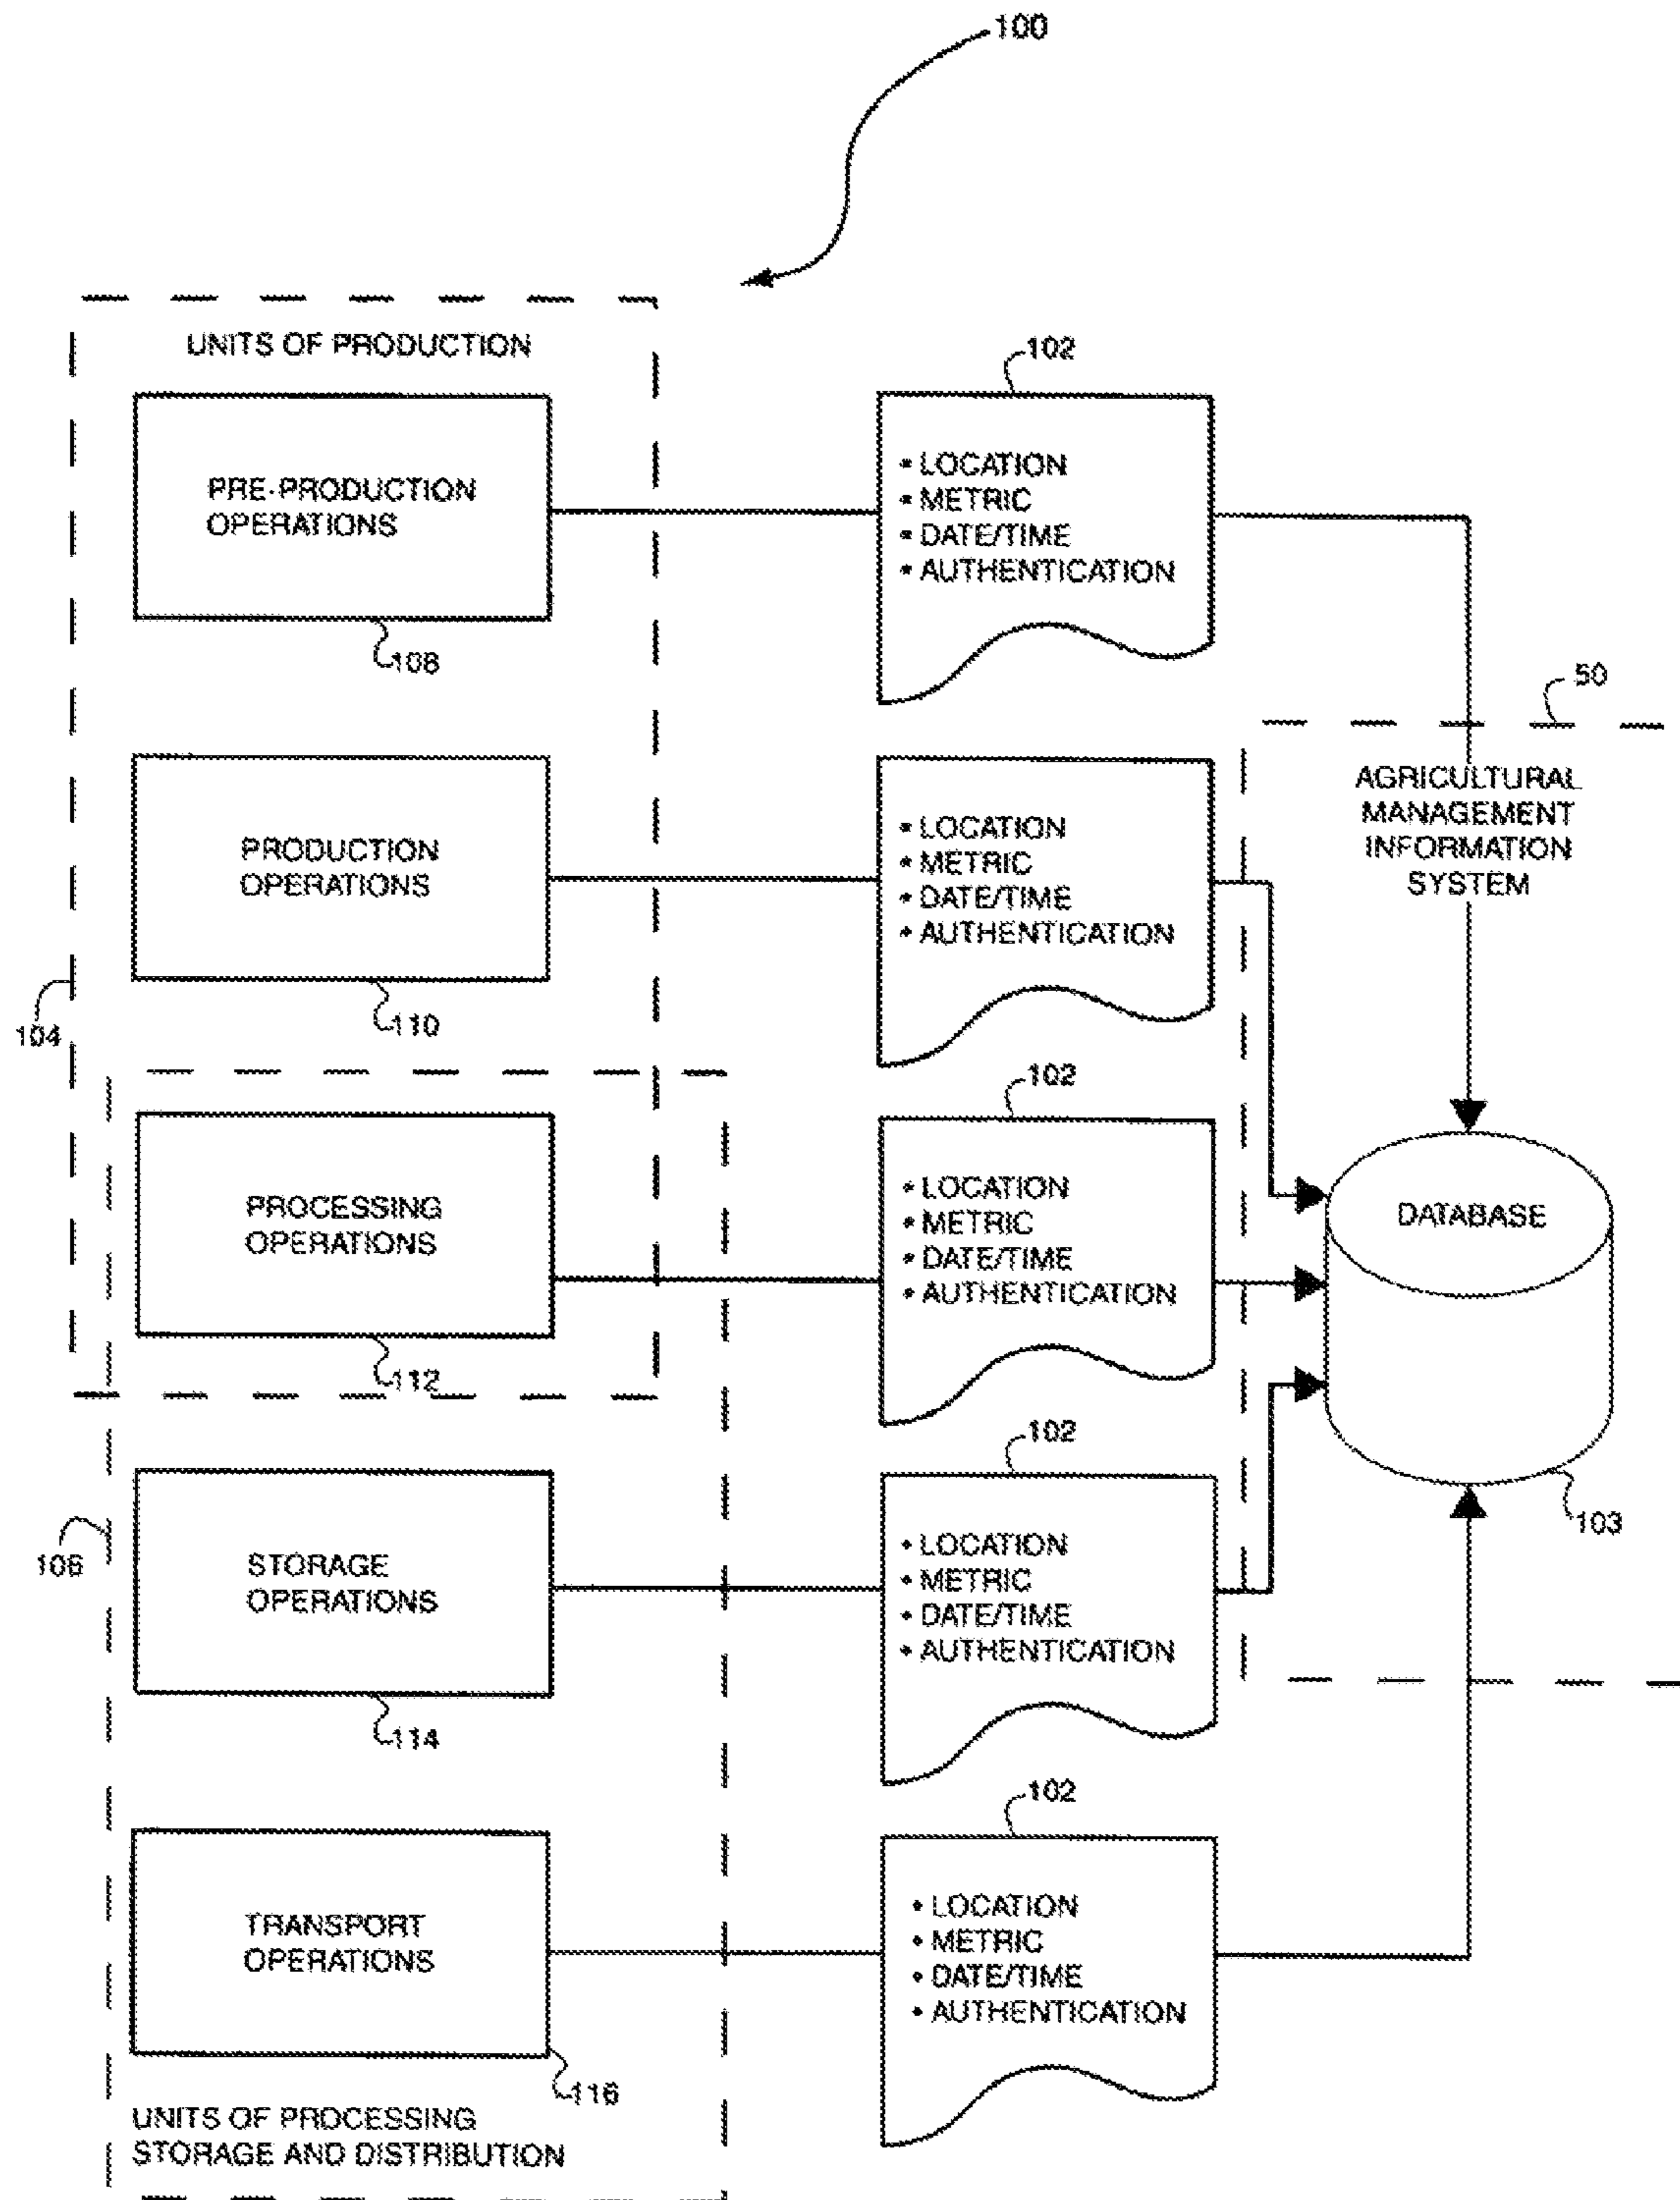 100
UNITS OF PRODUCTION
PRE-PRODUCTION
OPERATIONS
108
102
• LOCATION
• METRIC
• DATE/TIME
• AUTHENTICATION
50
AGRICULTURAL
MANAGEMENT
INFORMATION
SYSTEM
PRODUCTION
OPERATIONS
110
104
• LOCATION
• METRIC
• DATE/TIME
• AUTHENTICATION
PROCESSING
OPERATIONS
112
102
• LOCATION
• METRIC
• DATE/TIME
• AUTHENTICATION
DATABASE
103
106
STORAGE
OPERATIONS
114
102
• LOCATION
• METRIC
• DATE/TIME
• AUTHENTICATION
TRANSPORT
OPERATIONS
116
102
• LOCATION
• METRIC
• DATE/TIME
• AUTHENTICATION
UNITS OF PROCESSING
STORAGE AND DISTRIBUTION